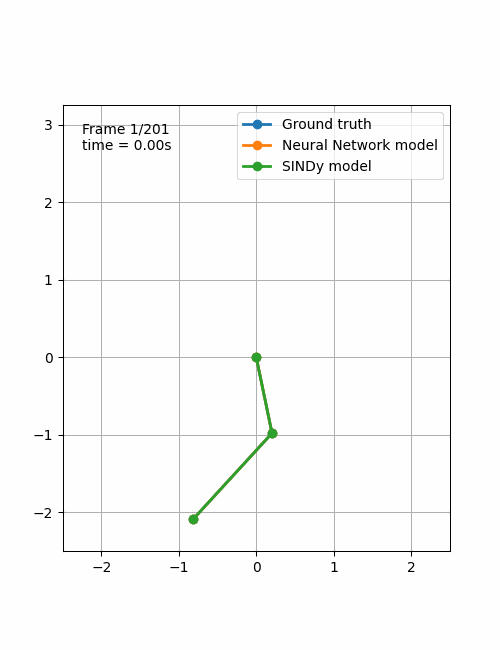 Frame 1/201
time = 0.00s
Ground truth
Neural Network model
SINDy model
3
2
1
0
−1
−2
−2
−1
0
1
2